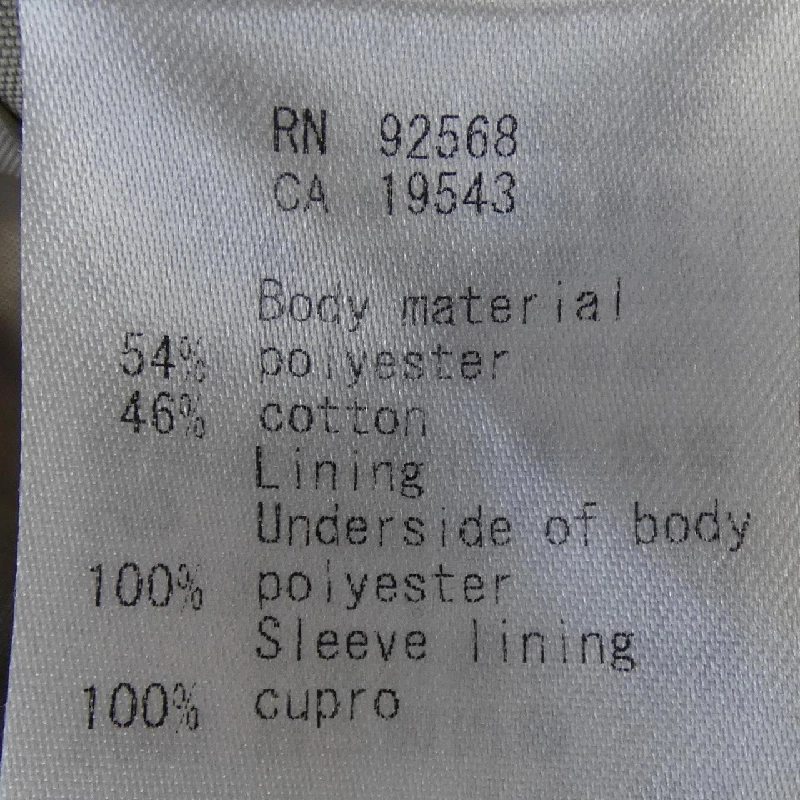 RN 92568
CA 19543
Body material
54% polyester
46% cotton
Lining
Underside of body
100% polyester
Sleeve lining
100% cupro